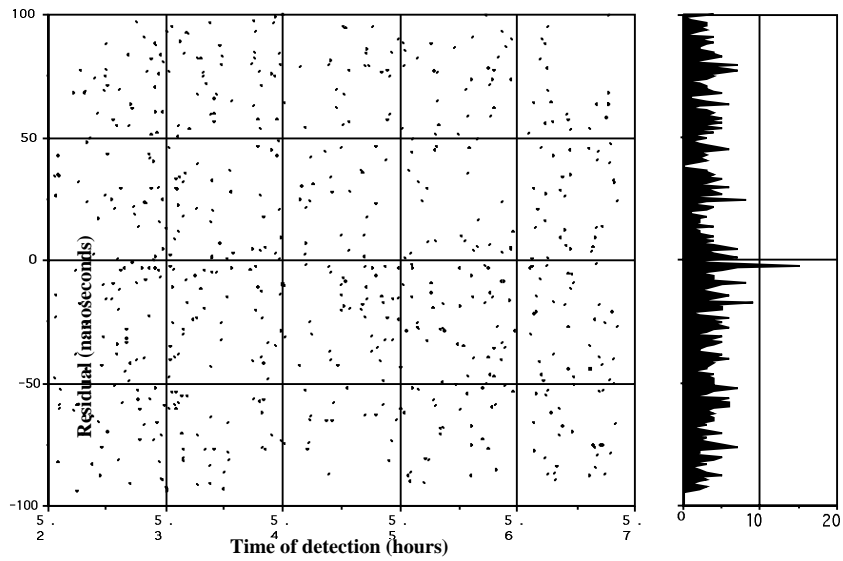 100
50
0
-50
-100
Residual (nanoseconds)
5. 5. 5. 5. 5. 5.
2 3 4 5 6 7
Time of detection (hours)
0 10 20